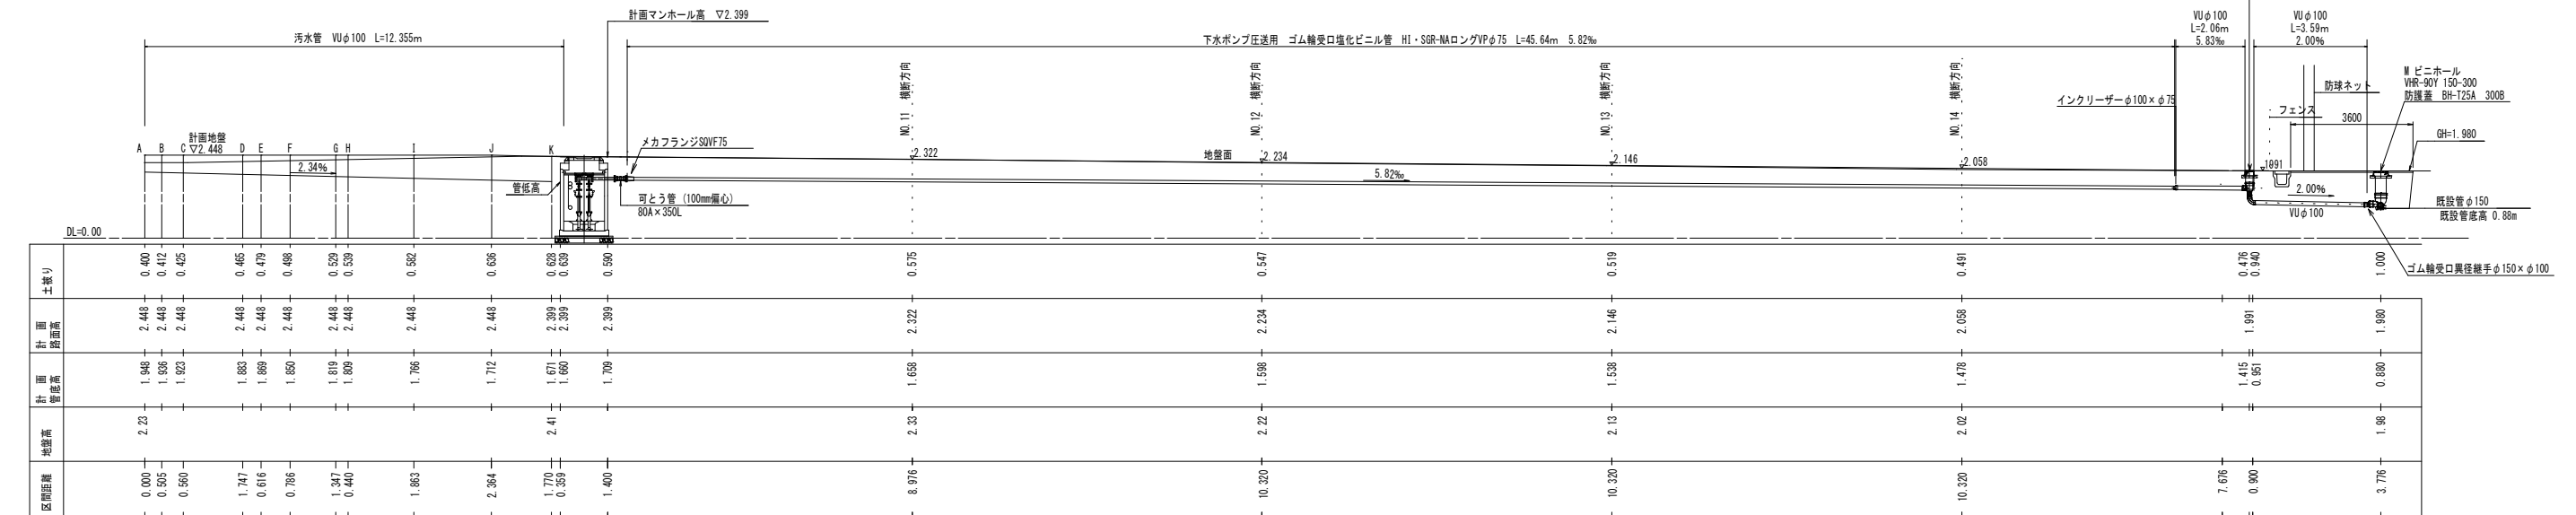 計画マンホール高 ▽2.399
汚水管 VUφ100 L=12.355m
下水ポンプ圧送用 ゴム輪受口塩化ビニル管 HI・SGR-NAロングVPφ75 L=45.64m 5.82‰
VUφ100
L=2.06m
5.83‰
VUφ100
L=3.59m
2.00%
NO.11 横断方向
NO.12 横断方向
NO.13 横断方向
NO.14 横断方向
M ビニホール
VHR-90Y 150-300
防護蓋 BH-T25A 300B
防球ネット
インクリーザーφ100×φ75
フェンス
3600
GH=1.980
計画地盤
▽2.448
A B C D E F G H I J K
メカフランジSQVF75
2.322
地盤面
2.234
2.146
2.058
1991
2.34%
管低高
5.82‰
2.00%
可とう管 (100mm偏心)
80A×350L
VUφ100
既設管φ150
既設管底高 0.88m
DL=0.00
ゴム輪受口異径継手φ150×φ100
土被り 0.400 0.412 0.425 0.465 0.479 0.498 0.529 0.539 0.582 0.636 0.628 0.639 0.590 0.575 0.547 0.519 0.491 0.476 0.940 1.000
計画路面高 2.448 2.448 2.448 2.448 2.448 2.448 2.448 2.448 2.448 2.448 2.399 2.399 2.399 2.322 2.234 2.146 2.058 1.991 1.980
計画管底高 1.948 1.936 1.923 1.883 1.869 1.850 1.819 1.809 1.766 1.712 1.671 1.660 1.709 1.658 1.598 1.538 1.478 1.415 0.951 0.880
地盤高 2.23 2.41 2.33 2.22 2.13 2.02 1.98
区間距離 0.000 0.505 0.560 1.747 0.616 0.786 1.347 0.440 1.863 2.364 1.770 0.359 1.400 8.976 10.320 10.320 10.320 7.676 0.900 3.776